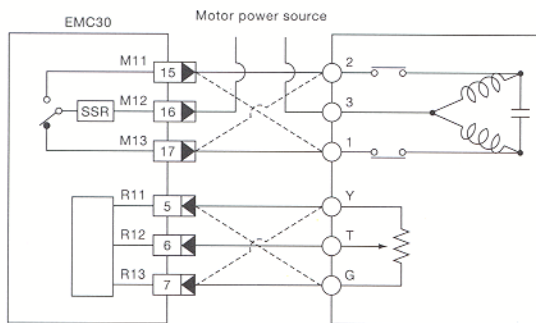 Motor power source
EMC30
M11 15 2
SSR M12 16 3
M13 17 1
R11 5 Y
R12 6 T
R13 7 G